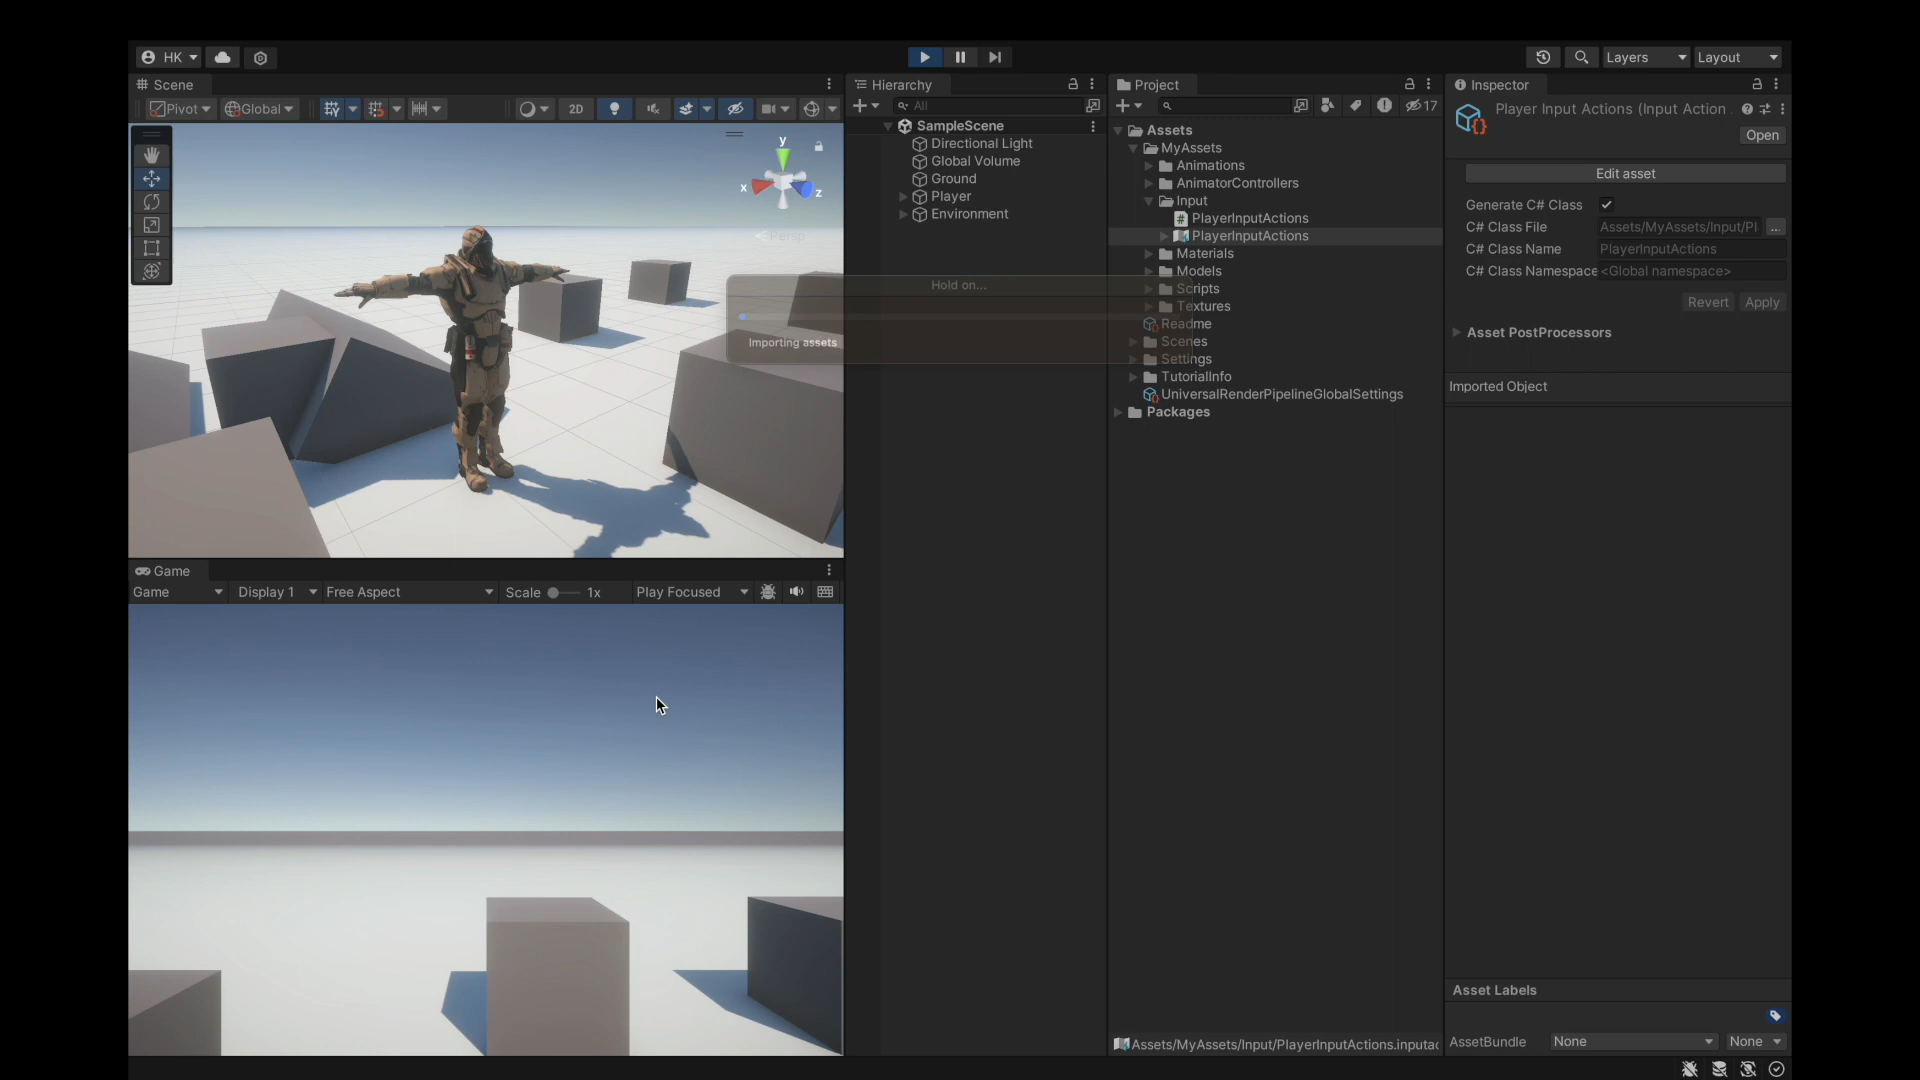 HK
Layers
Layout
Scene
Pivot
Global
2D
y
x
z
Persp
Hierarchy
All
SampleScene
Directional Light
Global Volume
Ground
Player
Environment
Hold on...
Importing assets
Project
17
Assets
MyAssets
Animations
AnimatorControllers
Input
PlayerInputActions
PlayerInputActions
Materials
Models
Scripts
Textures
Readme
Scenes
Settings
TutorialInfo
UniversalRenderPipelineGlobalSettings
Packages
Assets/MyAssets/Input/PlayerInputActions.inputac
Inspector
Player Input Actions (Input Action
Open
Edit asset
Generate C# Class
C# Class File Assets/MyAssets/Input/Pl ...
C# Class Name PlayerInputActions
C# Class Namespace <Global namespace>
Revert Apply
Asset PostProcessors
Imported Object
Asset Labels
AssetBundle None None
Game
Game Display 1 Free Aspect Scale 1x Play Focused